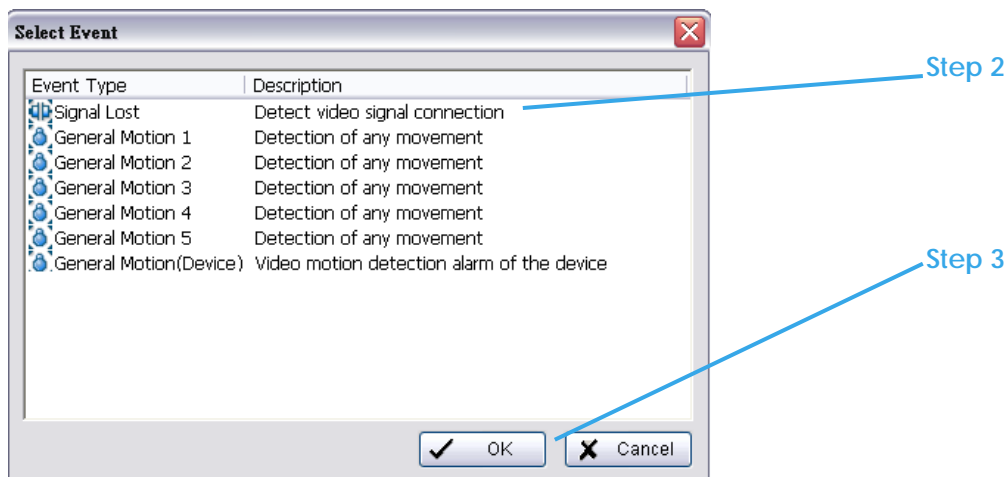 Select Event
Step 2
Event Type Description
Signal Lost Detect video signal connection
General Motion 1 Detection of any movement
General Motion 2 Detection of any movement
General Motion 3 Detection of any movement
General Motion 4 Detection of any movement
General Motion 5 Detection of any movement
General Motion(Device) Video motion detection alarm of the device
Step 3
OK Cancel